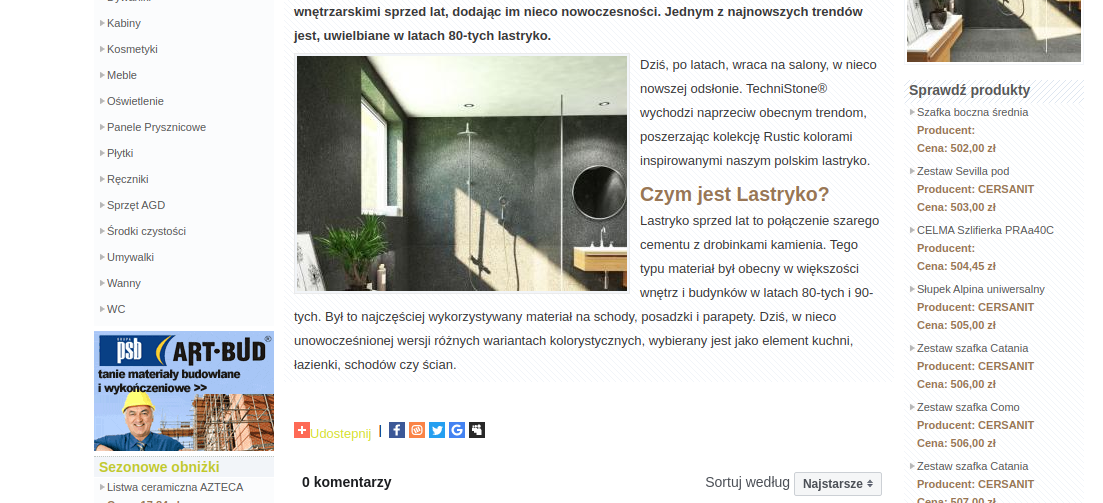 Kabiny
Kosmetyki
Meble
Oświetlenie
Panele Prysznicowe
Płytki
Ręczniki
Sprzęt AGD
Środki czystości
Umywalki
Wanny
WC
GRUPA
psb ART-BUD®
tanie materiały budowlane
i wykończeniowe >>
Sezonowe obniżki
Listwa ceramiczna AZTECA
wnętrzarskimi sprzed lat, dodając im nieco nowoczesności. Jednym z najnowszych trendów
jest, uwielbiane w latach 80-tych lastryko.
Dziś, po latach, wraca na salony, w nieco
nowszej odsłonie. TechniStone®
wychodzi naprzeciw obecnym trendom,
poszerzając kolekcję Rustic kolorami
inspirowanymi naszym polskim lastryko.
Czym jest Lastryko?
Lastryko sprzed lat to połączenie szarego
cementu z drobinkami kamienia. Tego
typu materiał był obecny w większości
wnętrz i budynków w latach 80-tych i 90-
tych. Był to najczęściej wykorzystywany materiał na schody, posadzki i parapety. Dziś, w nieco
unowocześnionej wersji różnych wariantach kolorystycznych, wybierany jest jako element kuchni,
łazienki, schodów czy ścian.
Udostepnij |
0 komentarzy
Sortuj według Najstarsze
Sprawdź produkty
Szafka boczna średnia
Producent:
Cena: 502,00 zł
Zestaw Sevilla pod
Producent: CERSANIT
Cena: 503,00 zł
CELMA Szlifierka PRAa40C
Producent:
Cena: 504,45 zł
Słupek Alpina uniwersalny
Producent: CERSANIT
Cena: 505,00 zł
Zestaw szafka Catania
Producent: CERSANIT
Cena: 506,00 zł
Zestaw szafka Como
Producent: CERSANIT
Cena: 506,00 zł
Zestaw szafka Catania
Producent: CERSANIT
Cena: 507,00 zł